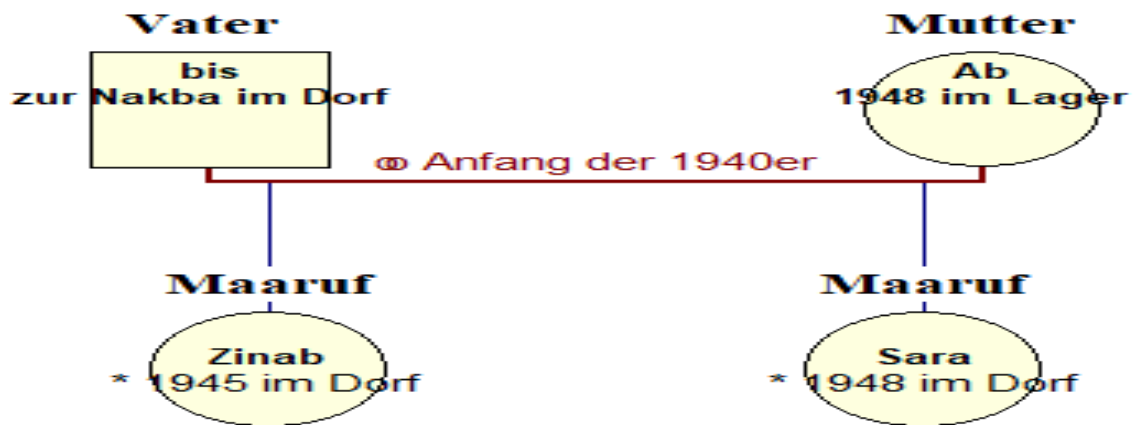 Vater
Mutter
bis
zur Nakba im Dorf
Ab
1948 im Lager
⚭ Anfang der 1940er
Maaruf
Maaruf
Zinab
* 1945 im Dorf
Sara
* 1948 im Dorf